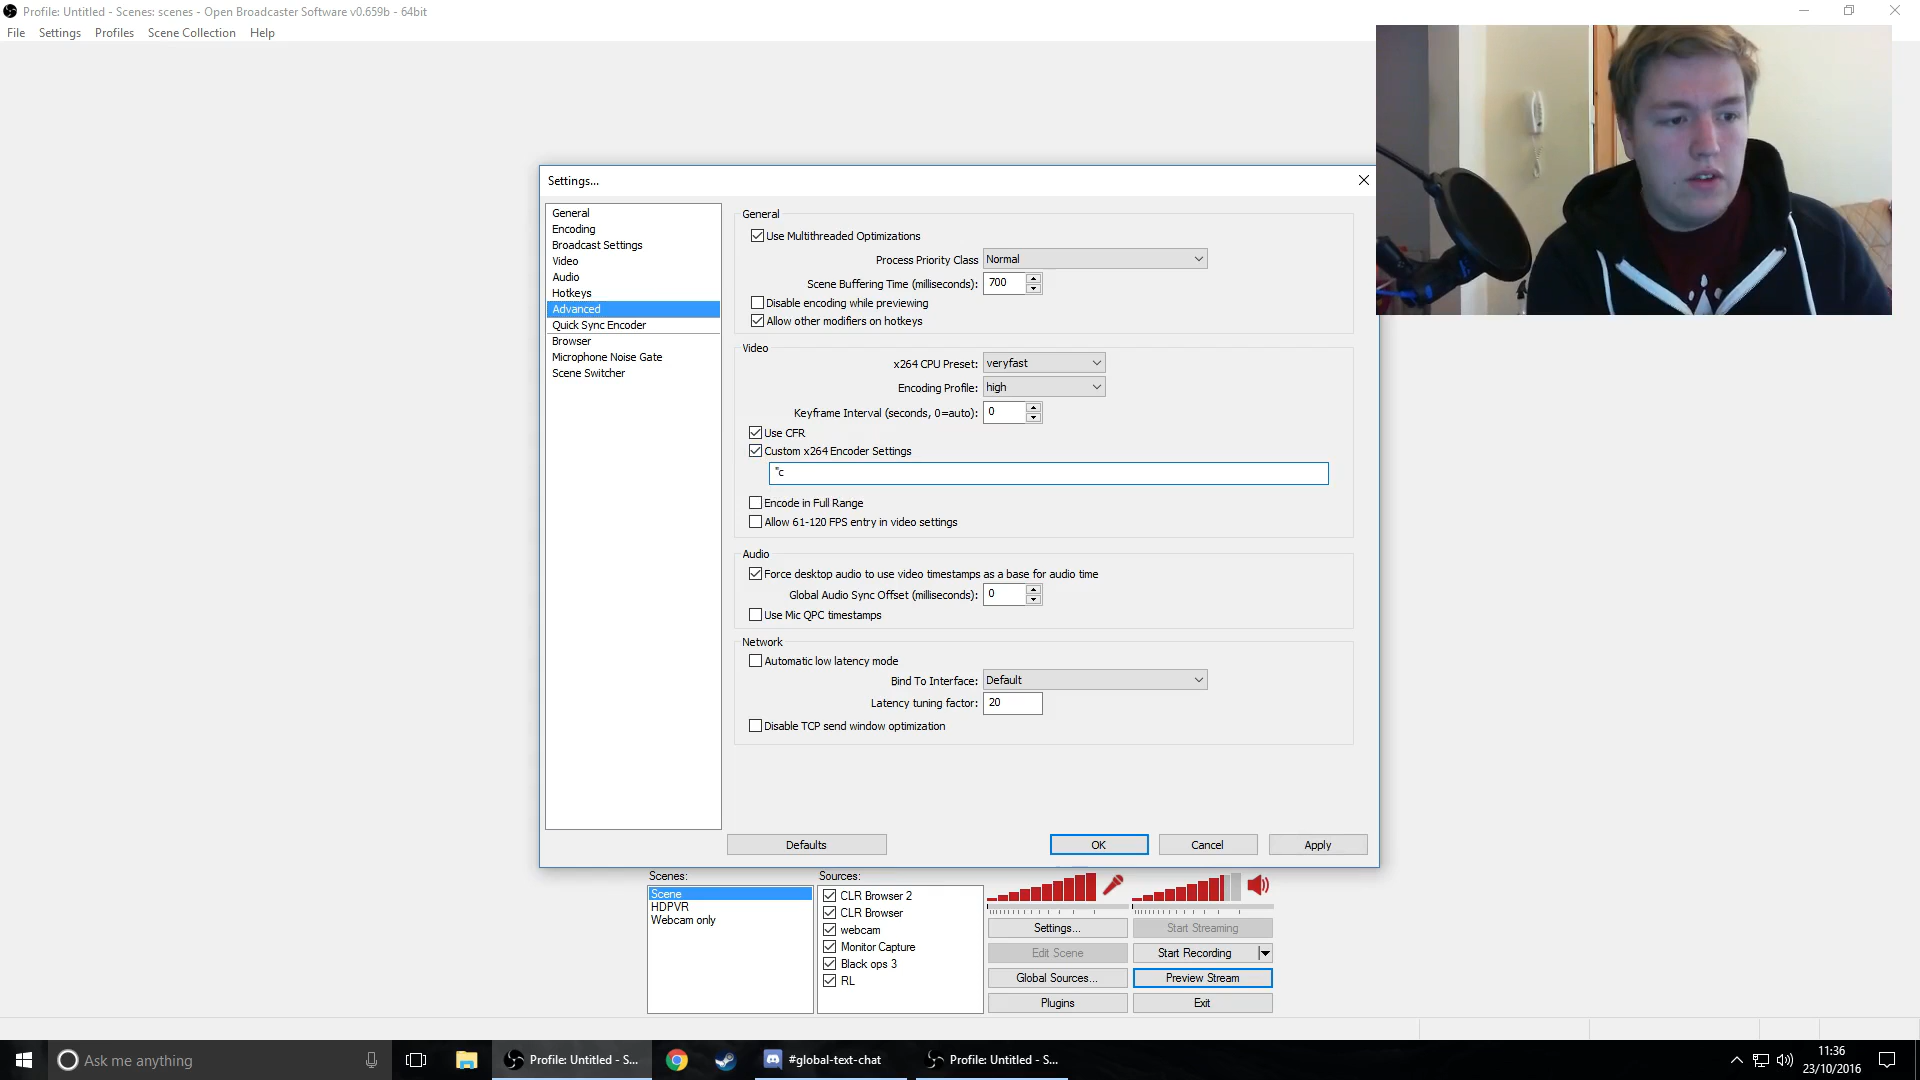 Profile: Untitled - Scenes: scenes - Open Broadcaster Software v0.659b - 64bit
File Settings Profiles Scene Collection Help
Settings...
General
Encoding
Broadcast Settings
Video
Audio
Hotkeys
Advanced
Quick Sync Encoder
Browser
Microphone Noise Gate
Scene Switcher
General
Use Multithreaded Optimizations
Process Priority Class Normal
Scene Buffering Time (milliseconds): 700
Disable encoding while previewing
Allow other modifiers on hotkeys
Video
x264 CPU Preset: veryfast
Encoding Profile: high
Keyframe Interval (seconds, 0=auto): 0
Use CFR
Custom x264 Encoder Settings
"c
Encode in Full Range
Allow 61-120 FPS entry in video settings
Audio
Force desktop audio to use video timestamps as a base for audio time
Global Audio Sync Offset (milliseconds): 0
Use Mic QPC timestamps
Network
Automatic low latency mode
Bind To Interface: Default
Latency tuning factor: 20
Disable TCP send window optimization
Defaults OK Cancel Apply
Scenes:
Scene
HDPVR
Webcam only
Sources:
CLR Browser 2
CLR Browser
webcam
Monitor Capture
Black ops 3
RL
Settings... Start Streaming
Edit Scene Start Recording
Global Sources... Preview Stream
Plugins Exit
Ask me anything
Profile: Untitled - S...
#global-text-chat
Profile: Untitled - S...
11:36
23/10/2016